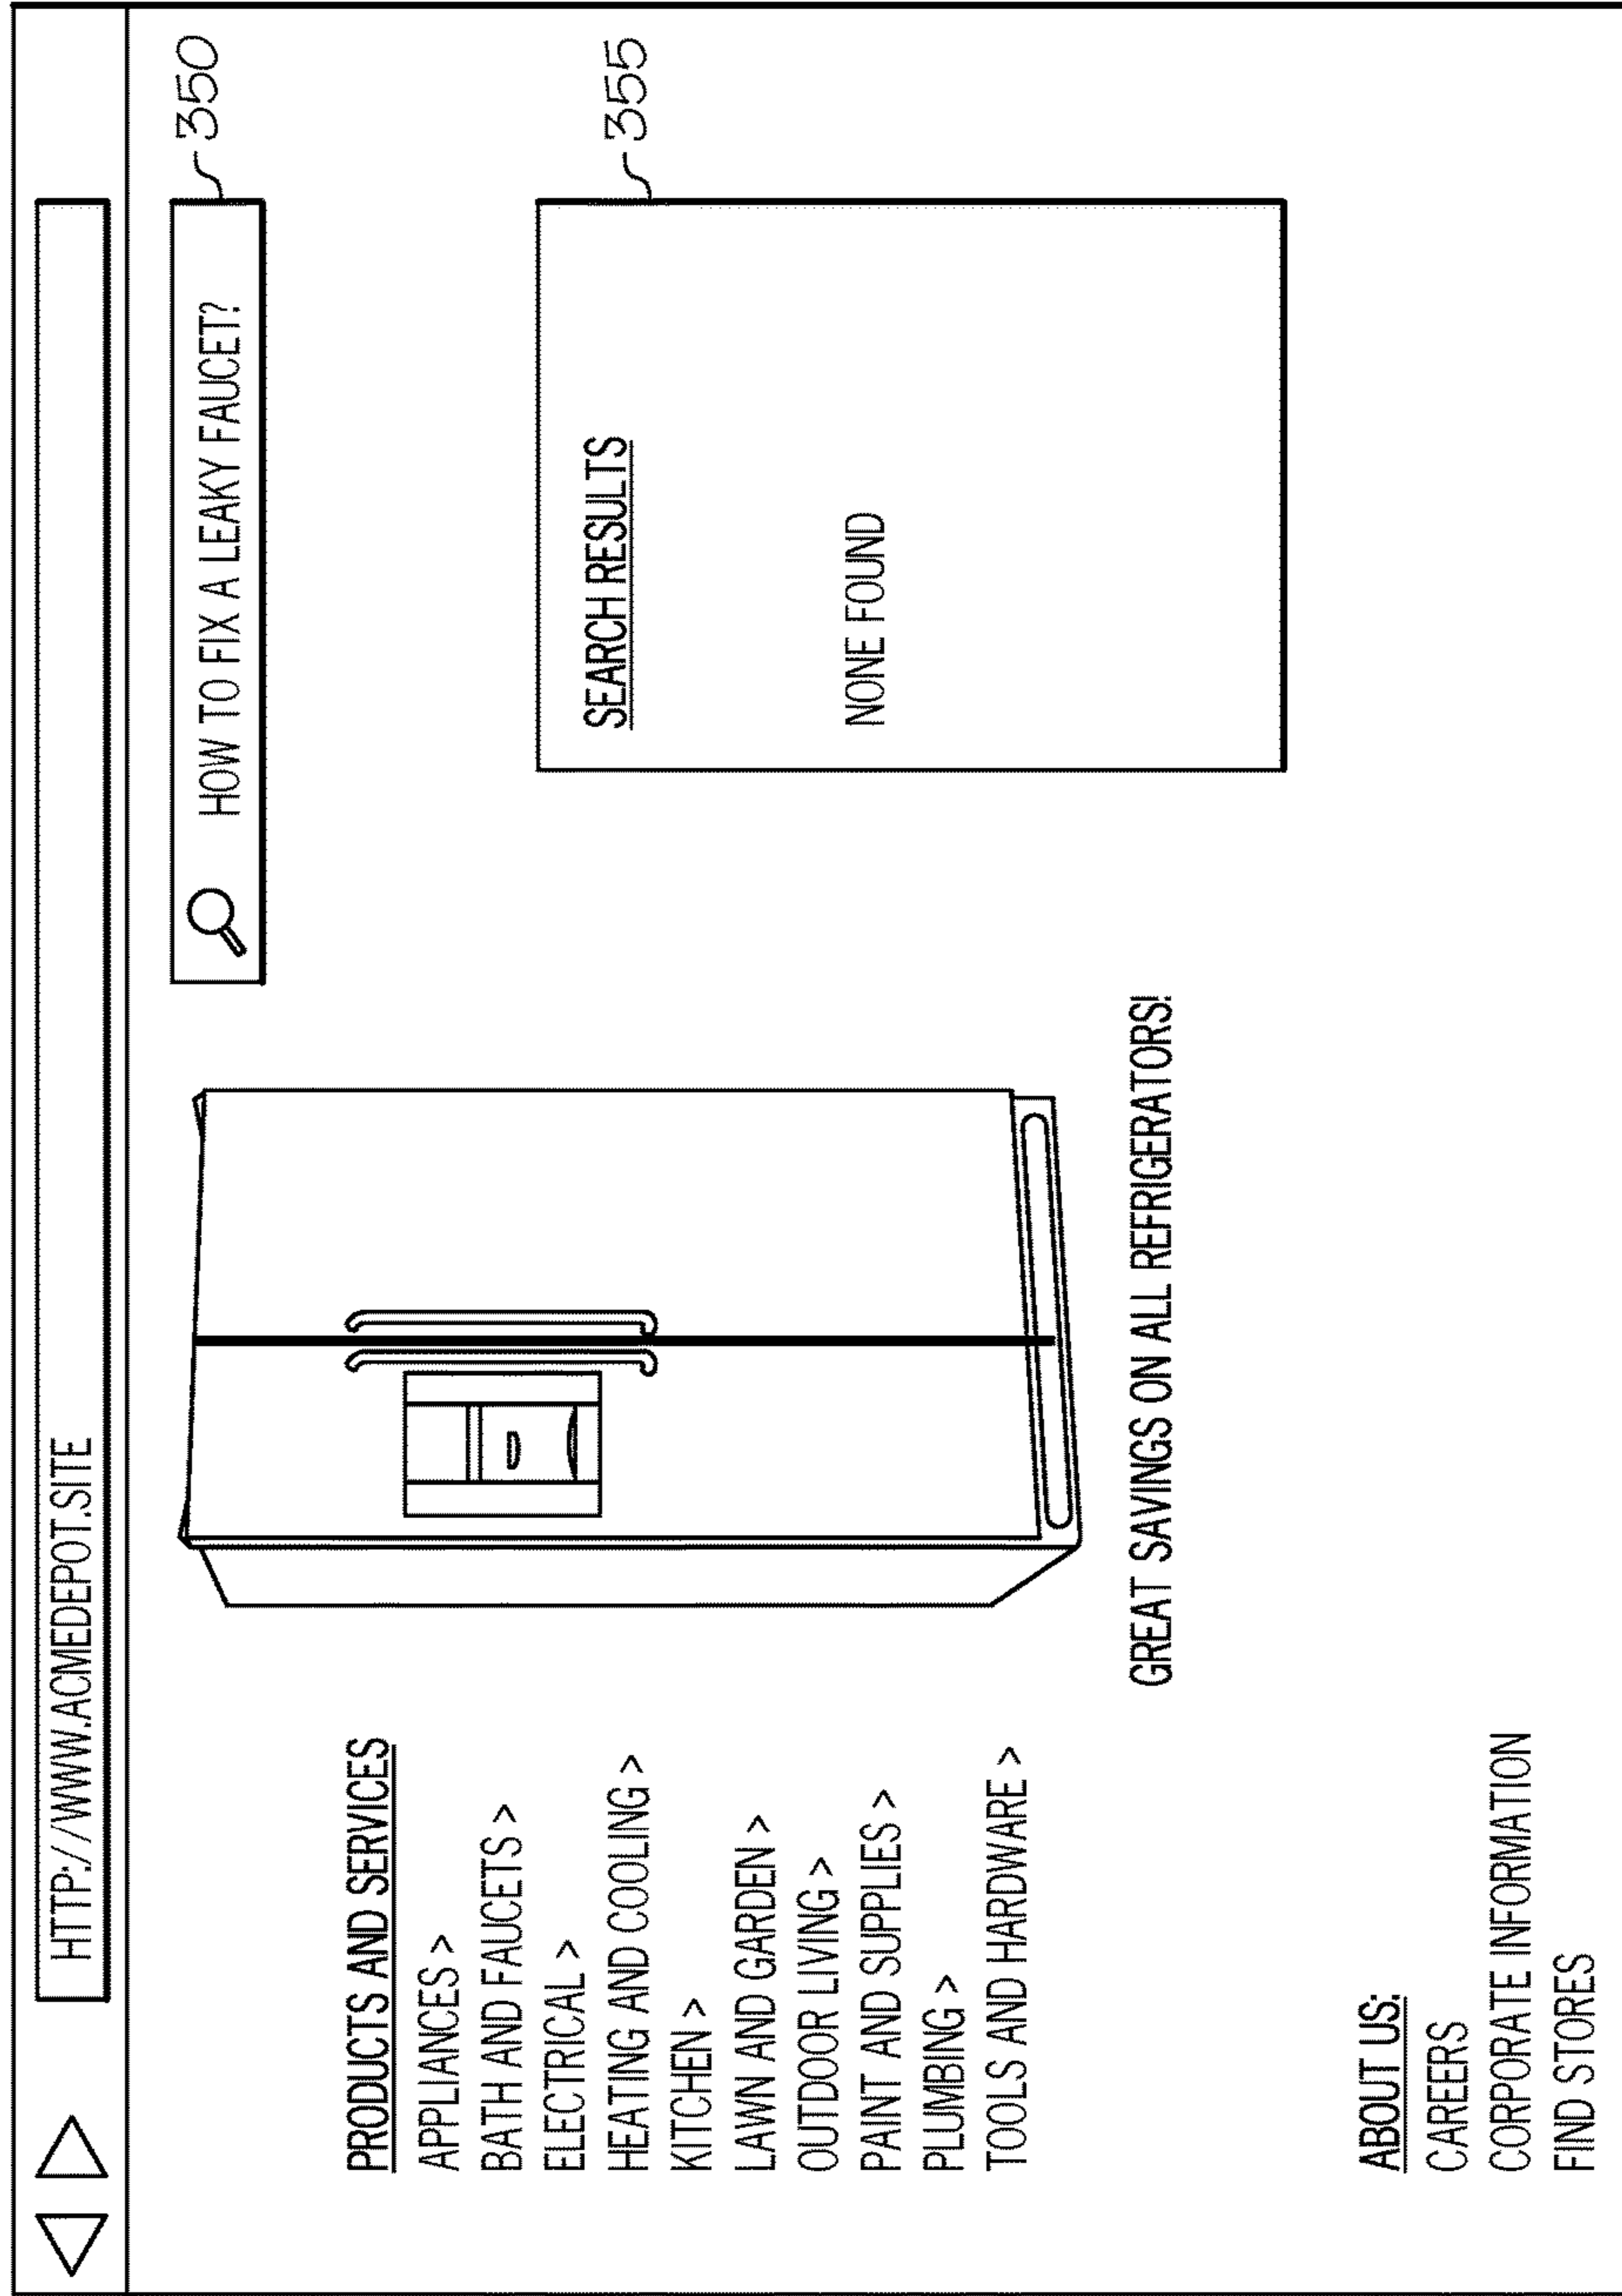 HTTP://WWW.ACMEDEPOT.SITE
HOW TO FIX A LEAKY FAUCET?
350
PRODUCTS AND SERVICES
APPLIANCES >
BATH AND FAUCETS >
ELECTRICAL >
HEATING AND COOLING >
KITCHEN >
LAWN AND GARDEN >
OUTDOOR LIVING >
PAINT AND SUPPLIES >
PLUMBING >
TOOLS AND HARDWARE >
GREAT SAVINGS ON ALL REFRIGERATORS!
355
SEARCH RESULTS
NONE FOUND
ABOUT US:
CAREERS
CORPORATE INFORMATION
FIND STORES